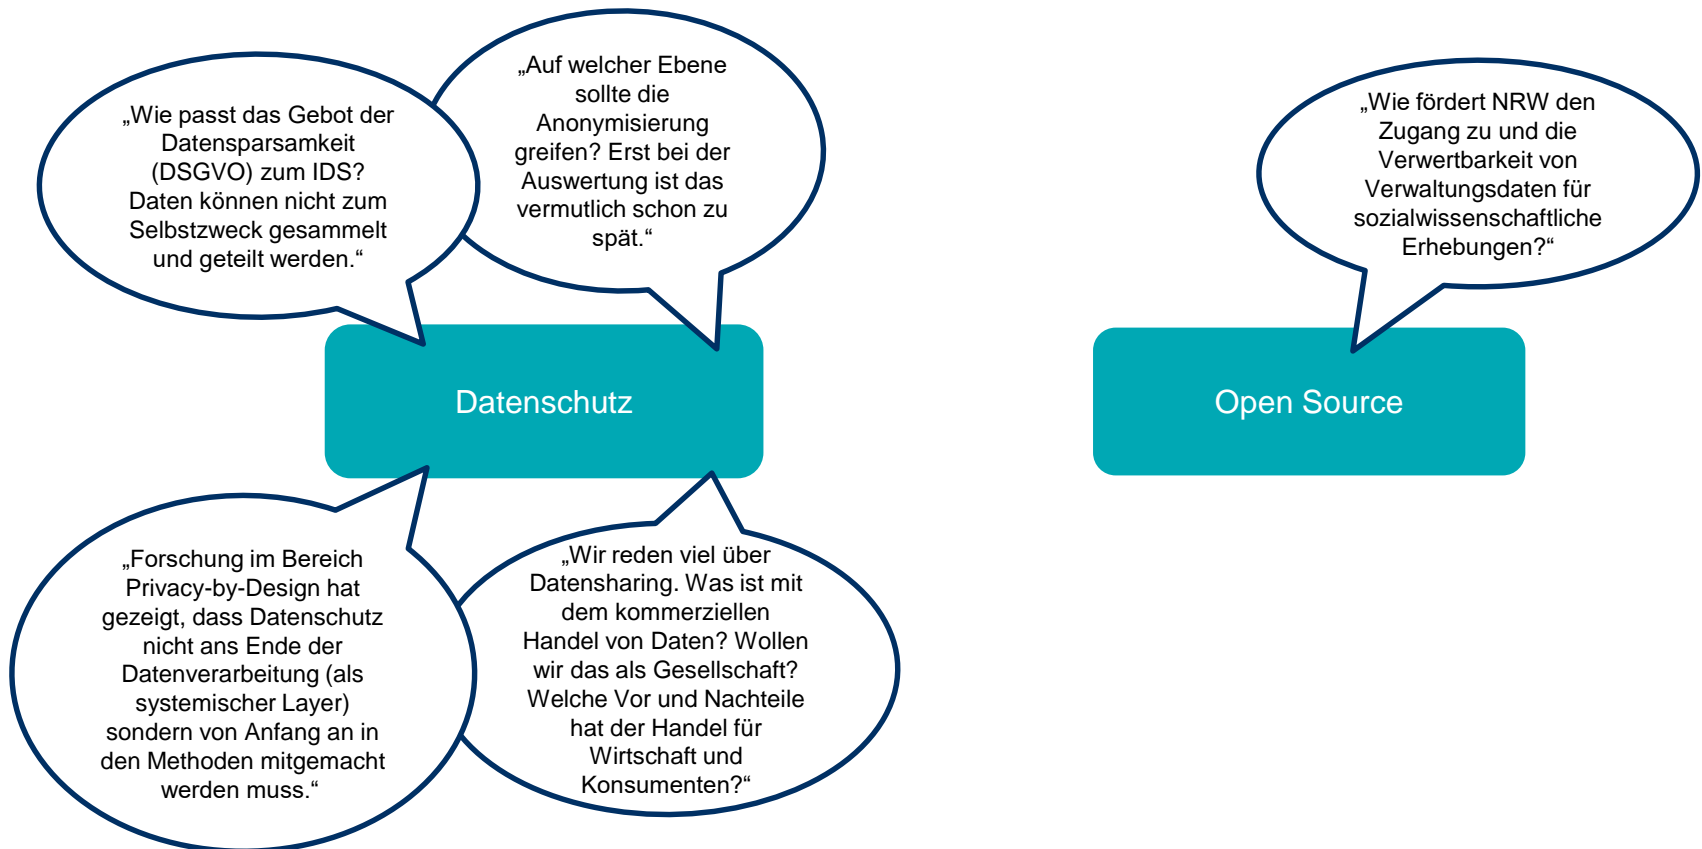 „Wie passt das Gebot der
Datensparsamkeit
(DSGVO) zum IDS?
Daten können nicht zum
Selbstzweck gesammelt
und geteilt werden.“
„Auf welcher Ebene
sollte die
Anonymisierung
greifen? Erst bei der
Auswertung ist das
vermutlich schon zu
spät.“
Datenschutz
„Forschung im Bereich
Privacy-by-Design hat
gezeigt, dass Datenschutz
nicht ans Ende der
Datenverarbeitung (als
systemischer Layer)
sondern von Anfang an in
den Methoden mitgemacht
werden muss.“
„Wir reden viel über
Datensharing. Was ist mit
dem kommerziellen
Handel von Daten? Wollen
wir das als Gesellschaft?
Welche Vor und Nachteile
hat der Handel für
Wirtschaft und
Konsumenten?“
„Wie fördert NRW den
Zugang zu und die
Verwertbarkeit von
Verwaltungsdaten für
sozialwissenschaftliche
Erhebungen?“
Open Source